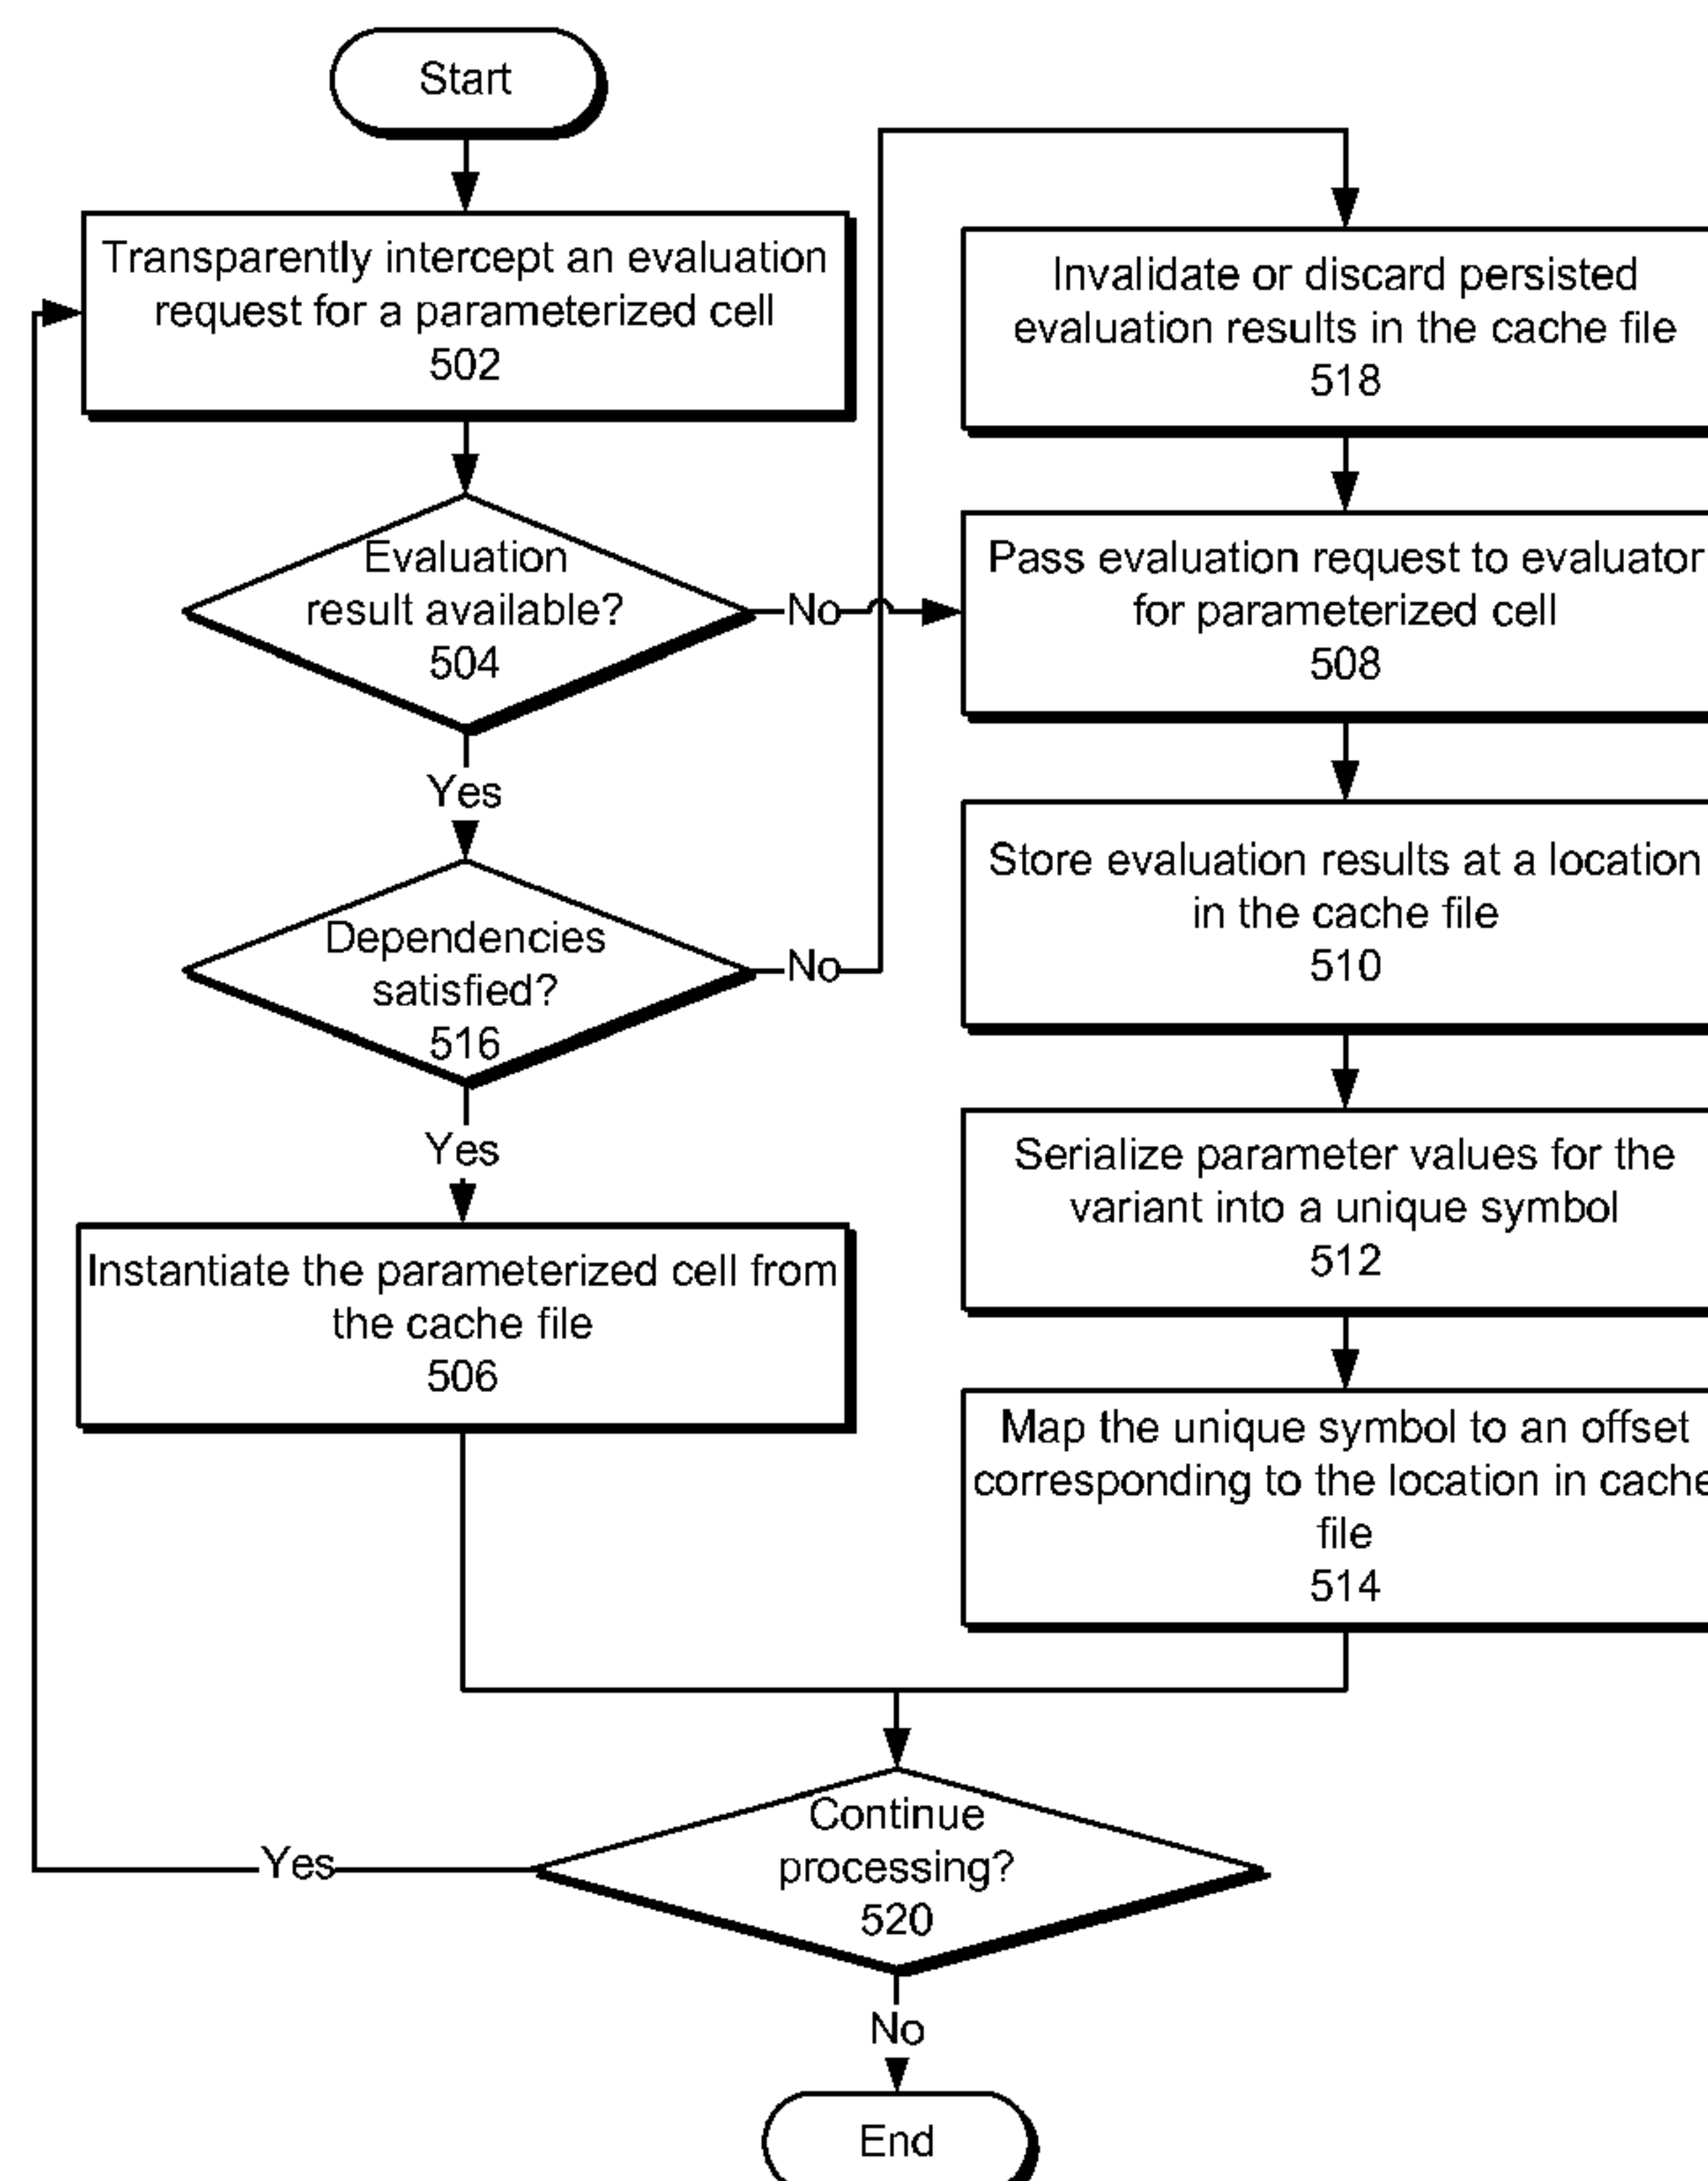 Start
Transparently intercept an evaluation
request for a parameterized cell
502
Evaluation
result available?
504
No
Yes
Dependencies
satisfied?
516
No
Yes
Instantiate the parameterized cell from
the cache file
506
Invalidate or discard persisted
evaluation results in the cache file
518
Pass evaluation request to evaluator
for parameterized cell
508
Store evaluation results at a location
in the cache file
510
Serialize parameter values for the
variant into a unique symbol
512
Map the unique symbol to an offset
corresponding to the location in cache
file
514
Continue
processing?
520
Yes
No
End